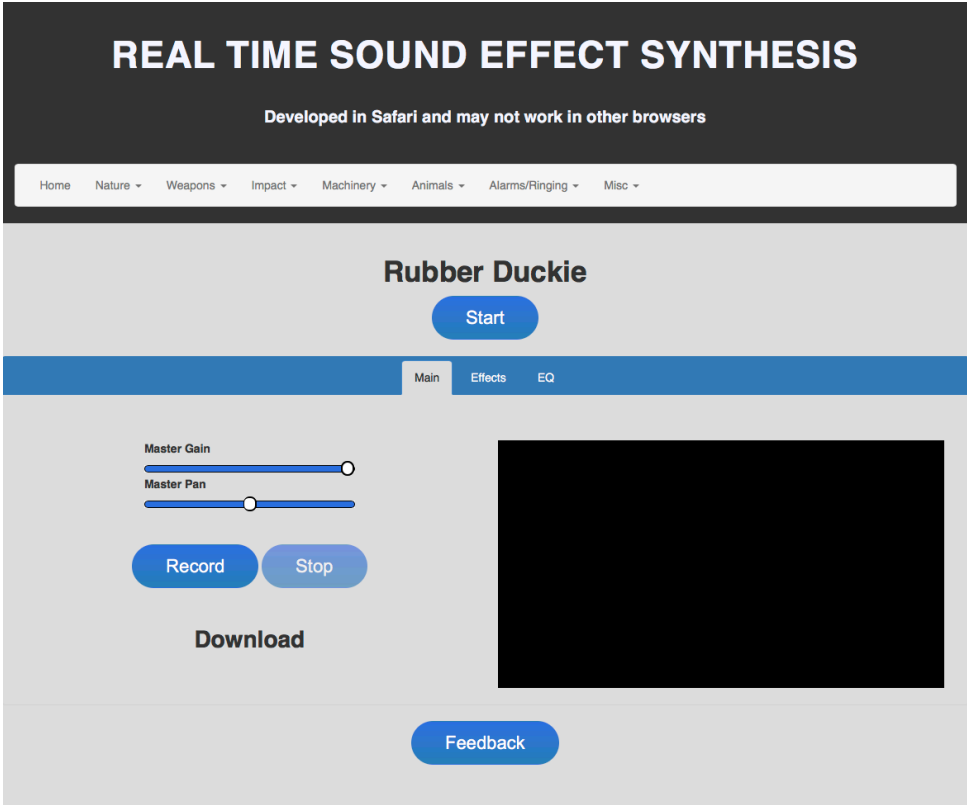 REAL TIME SOUND EFFECT SYNTHESIS
Developed in Safari and may not work in other browsers
Home Nature Weapons Impact Machinery Animals Alarms/Ringing Misc
Rubber Duckie
Start
Main Effects EQ
Master Gain
Master Pan
Record Stop
Download
Feedback